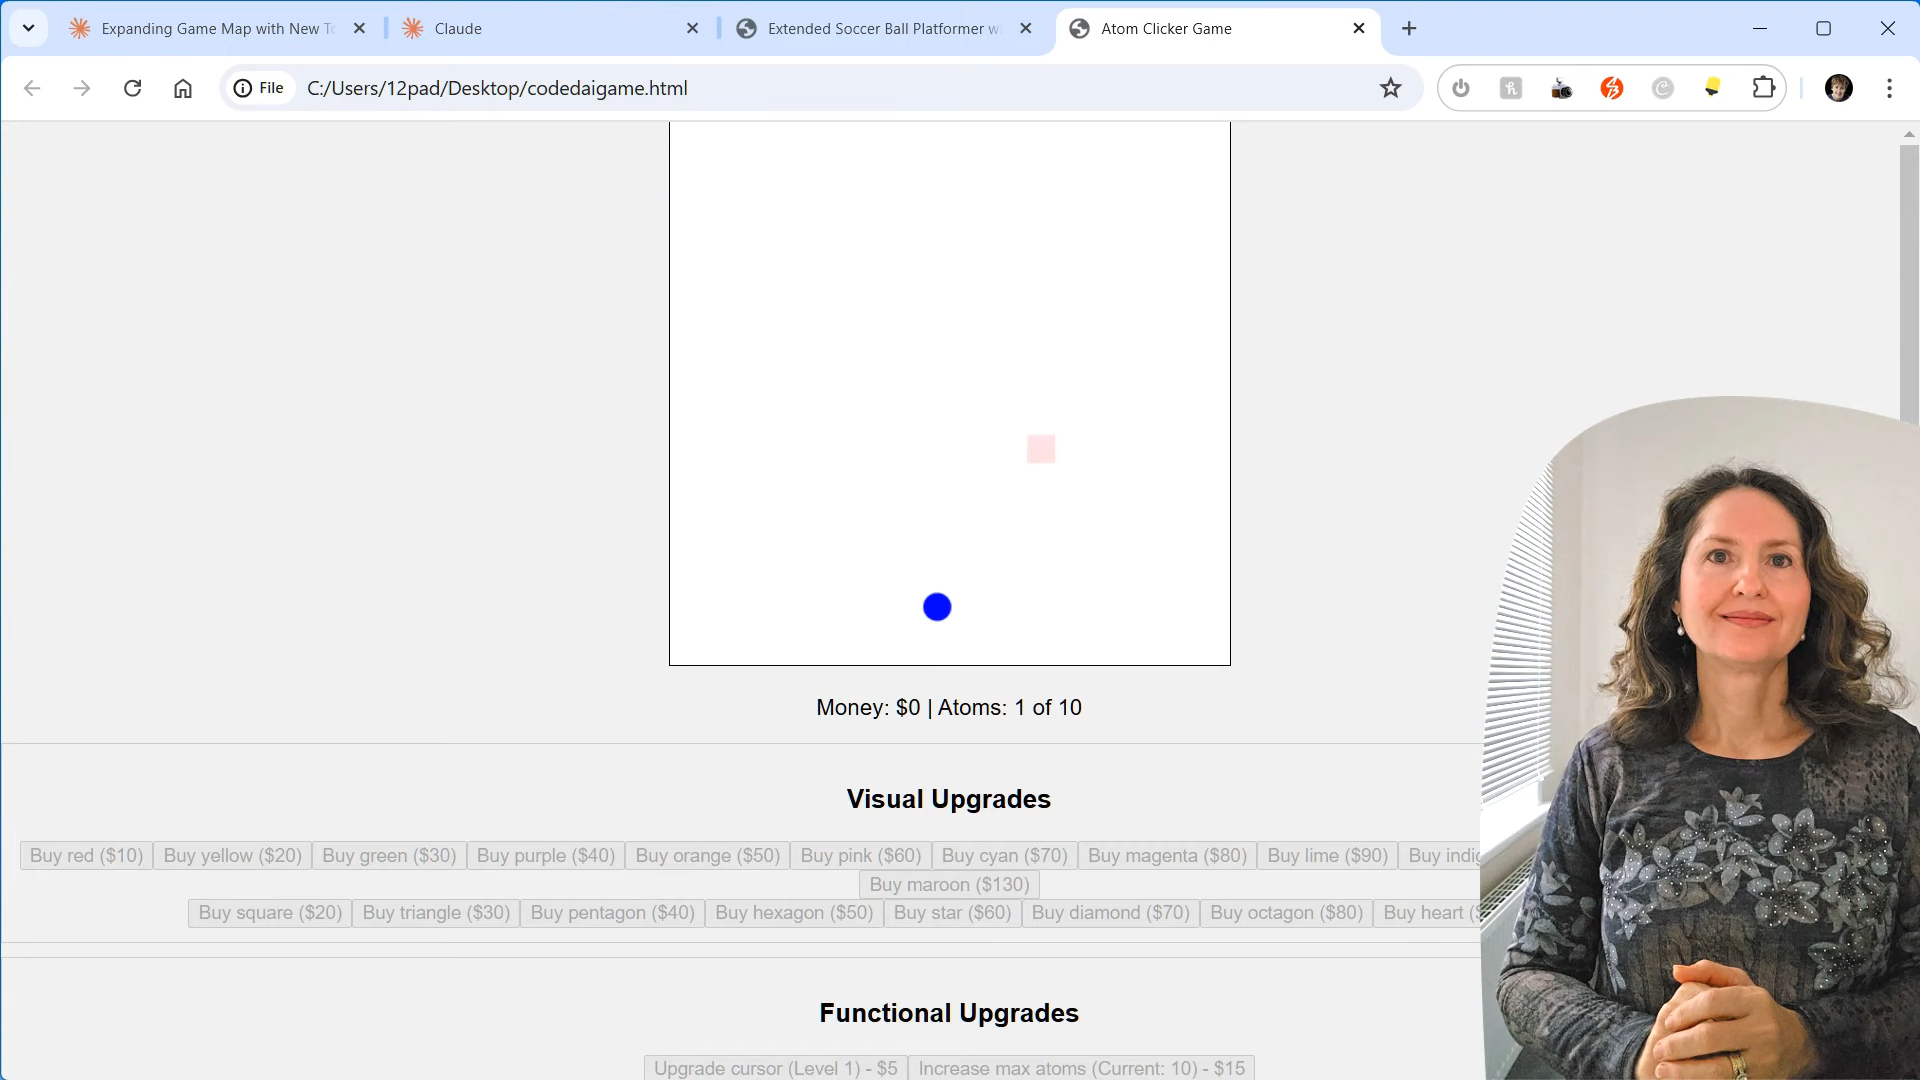 Expanding Game Map with New T
Claude
Extended Soccer Ball Platformer w
Atom Clicker Game
File
C:/Users/12pad/Desktop/codedaigame.html
Money: $0 | Atoms: 1 of 10
Visual Upgrades
Buy red ($10) Buy yellow ($20) Buy green ($30) Buy purple ($40) Buy orange ($50) Buy pink ($60) Buy cyan ($70) Buy magenta ($80) Buy lime ($90) Buy indig
Buy maroon ($130)
Buy square ($20) Buy triangle ($30) Buy pentagon ($40) Buy hexagon ($50) Buy star ($60) Buy diamond ($70) Buy octagon ($80) Buy heart ($
Functional Upgrades
Upgrade cursor (Level 1) - $5 Increase max atoms (Current: 10) - $15